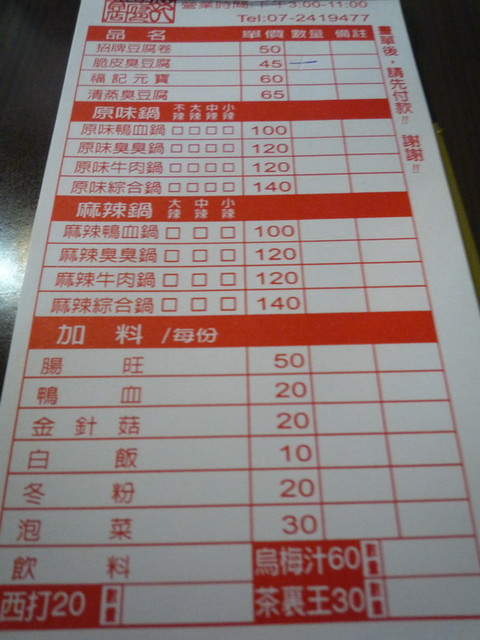 營業時間:下午3:00-11:00
Tel:07-2419477
品名 單價 數量 備註
招牌豆腐卷 50
脆皮臭豆腐 45 一
福記元寶 60
清蒸臭豆腐 65
原味鍋 不辣 大辣 中辣 小辣
原味鴨血鍋 □□□□ 100
原味臭臭鍋 □□□□ 120
原味牛肉鍋 □□□□ 120
原味綜合鍋 □□□□ 140
麻辣鍋 大辣 中辣 小辣
麻辣鴨血鍋 □ □ □ 100
麻辣臭臭鍋 □ □ □ 120
麻辣牛肉鍋 □ □ □ 120
麻辣綜合鍋 □ □ □ 140
加料/每份
腸旺 50
鴨血 20
金針菇 20
白飯 10
冬粉 20
泡菜 30
飲料 烏梅汁60 數量
西打20 數量 茶裏王30 數量
畫單後,請先付款!! 謝謝!!